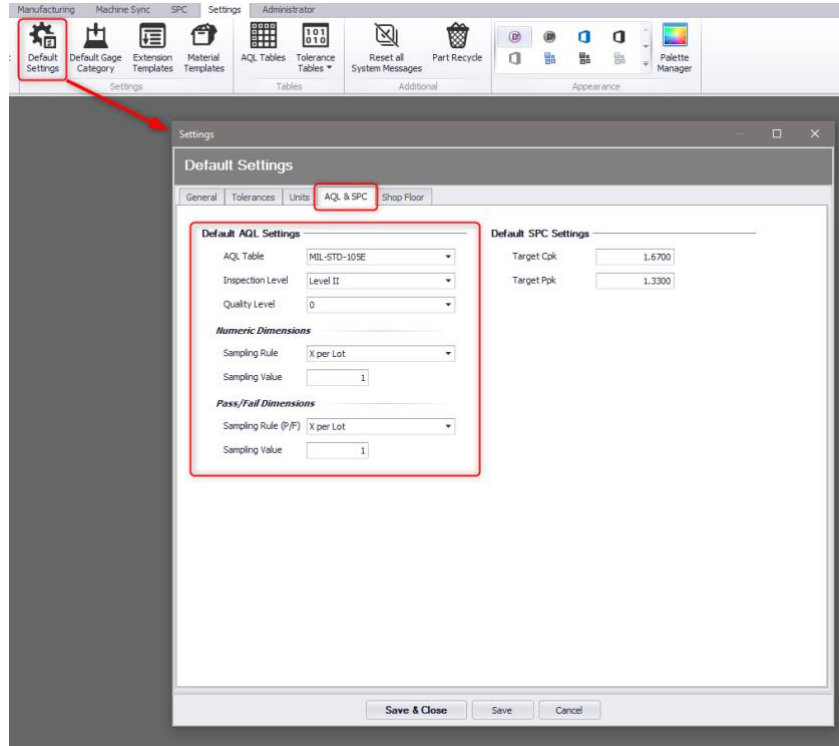 Manufacturing Machine Sync SPC Settings Administrator
Default Settings
Default Gage Category
Extension Templates
Material Templates
AQL Tables
Tolerance Tables
Reset all System Messages
Part Recycle
Palette Manager
Settings Tables Additional Appearance
Settings
Default Settings
General Tolerances Units AQL & SPC Shop Floor
Default AQL Settings
AQL Table MIL-STD-105E
Inspection Level Level II
Quality Level 0
Numeric Dimensions
Sampling Rule X per Lot
Sampling Value 1
Pass/Fail Dimensions
Sampling Rule (P/F) X per Lot
Sampling Value 1
Default SPC Settings
Target Cpk 1.6700
Target Ppk 1.3300
Save & Close Save Cancel